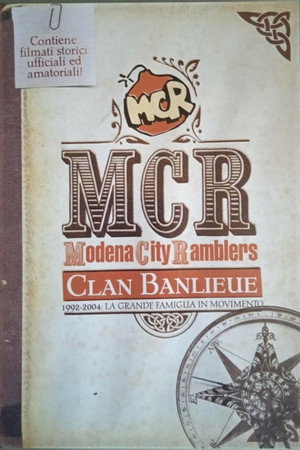 Contiene
filmati storici
ufficiali ed
amatoriali!
MCR
MCR
Modena City Ramblers
CLAN BANLIEUE
1992-2004: LA GRANDE FAMIGLIA IN MOVIMENTO